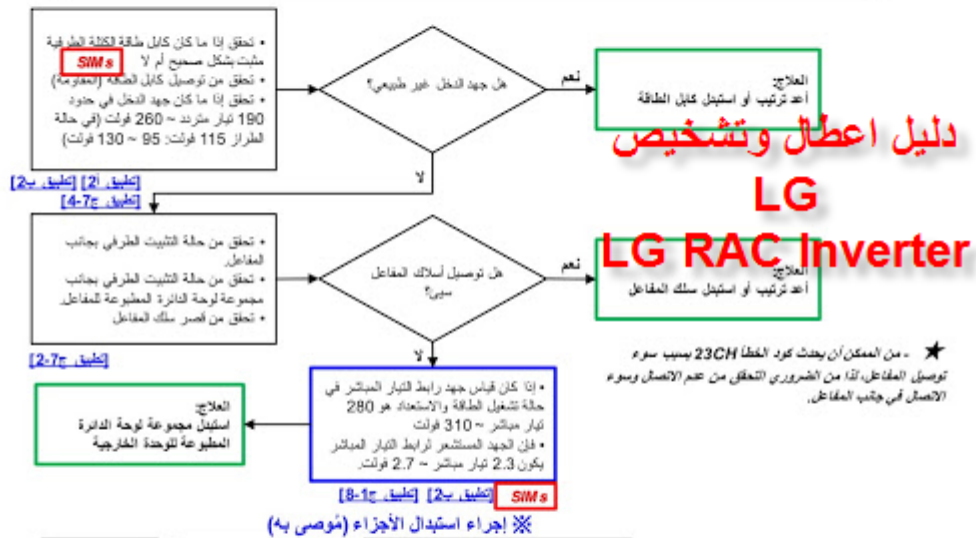 • تحقق إذا ما كان كابل طاقة الكتلة الطرفية
مثبت بشكل صحيح أم لا
SIMs
• تحقق من توصيل كابل الطاقة (المقاومة)
• تحقق إذا ما كان جهد الدخل في حدود
190 تيار متردد ~ 260 فولت (في حالة
الطراز 115 فولت: 95 ~ 130 فولت)
[تطبيق أ2] [تطبيق ب2]
[تطبيق ج7-4]
هل جهد الدخل غير طبيعي؟
نعم
العلاج:
أعد ترتيب أو استبدل كابل الطاقة
دليل اعطال وتشخيص
LG
LG RAC Inverter
لا
• تحقق من حالة التثبيت الطرفي بجانب
المفاعل.
• تحقق من حالة التثبيت الطرفي بجانب
مجموعة لوحة الدائرة المطبوعة للمفاعل.
• تحقق من قصر سلك المفاعل
[تطبيق ج7-2]
هل توصيل أسلاك المفاعل
سيئ؟
نعم
العلاج:
أعد ترتيب أو استبدل سلك المفاعل
★ - من الممكن أن يحدث كود الخطأ 23CH بسبب سوء
توصيل المفاعل، لذا من الضروري التحقق من عدم الاتصال وسوء
الاتصال في جانب المفاعل.
لا
• إذا كان قياس جهد رابط التيار المباشر في
حالة تشغيل الطاقة والاستعداد هو 280
تيار مباشر ~ 310 فولت
• فإن الجهد المستشعر لرابط التيار المباشر
يكون 2.3 تيار مباشر ~ 2.7 فولت.
SIMs
[تطبيق ب2] [تطبيق ج1-8]
العلاج:
استبدل مجموعة لوحة الدائرة
المطبوعة للوحدة الخارجية
※ إجراء استبدال الأجزاء (مُوصى به)